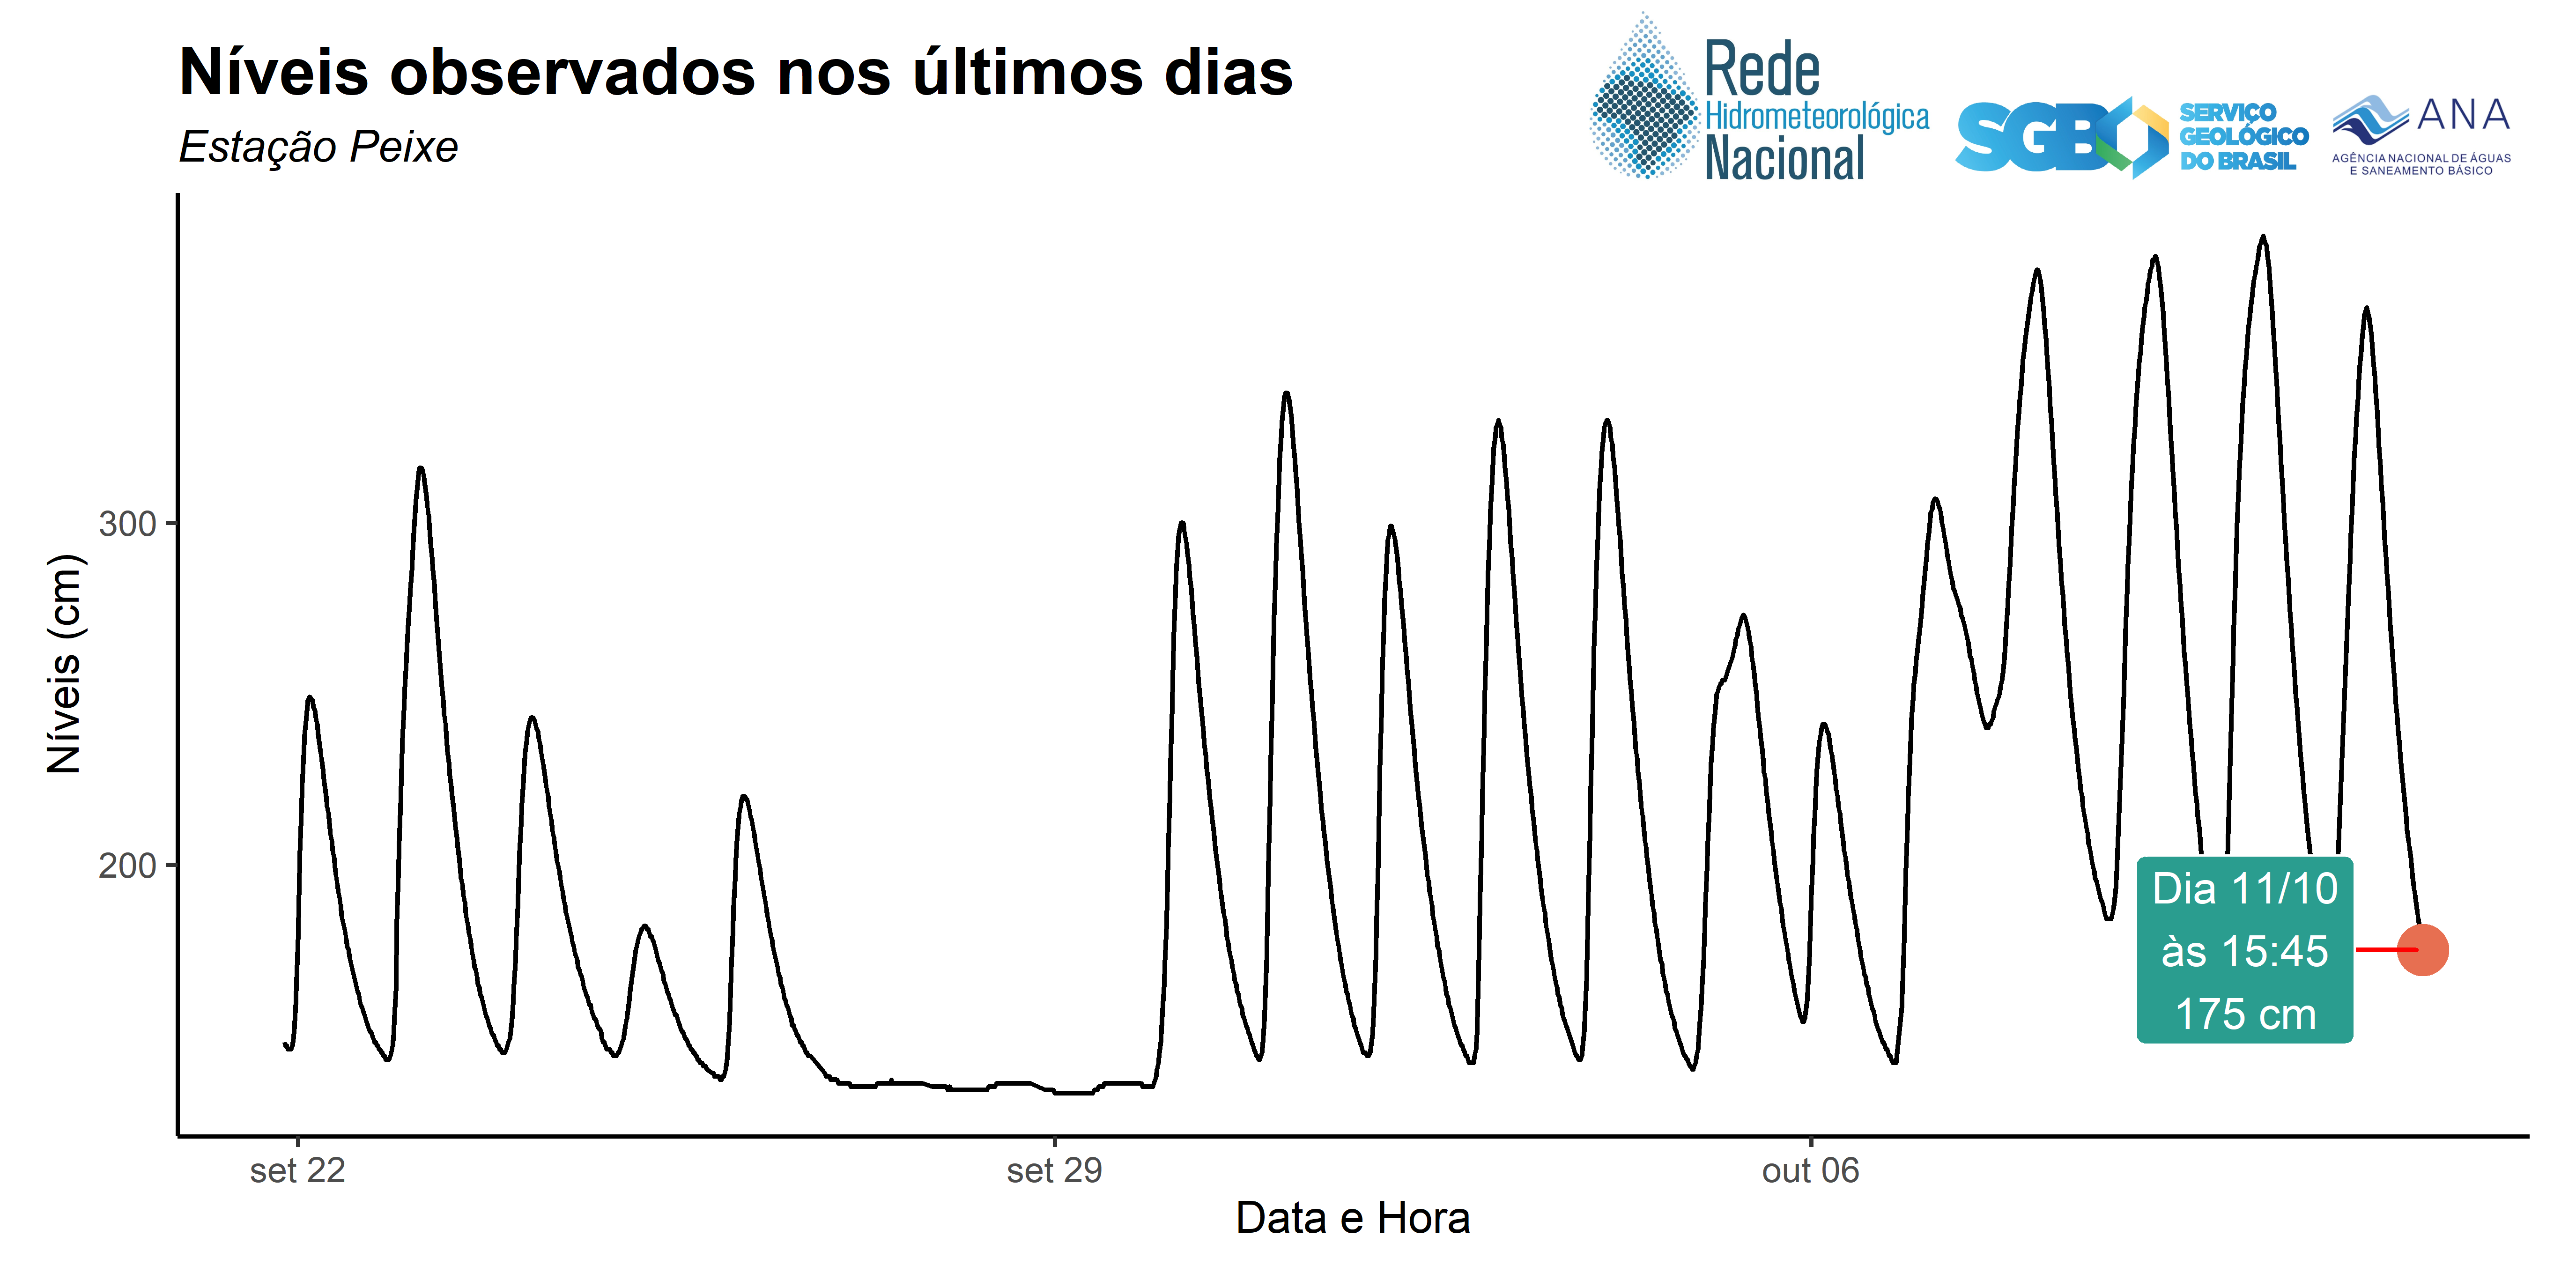 Níveis observados nos últimos dias
Estação Peixe
Rede
Hidrometeorológica
Nacional
SGB
SERVIÇO
GEOLÓGICO
DO BRASIL
ANA
AGÊNCIA NACIONAL DE ÁGUAS
E SANEAMENTO BÁSICO
Níveis (cm)
300
200
Dia 11/10
às 15:45
175 cm
set 22
set 29
out 06
Data e Hora